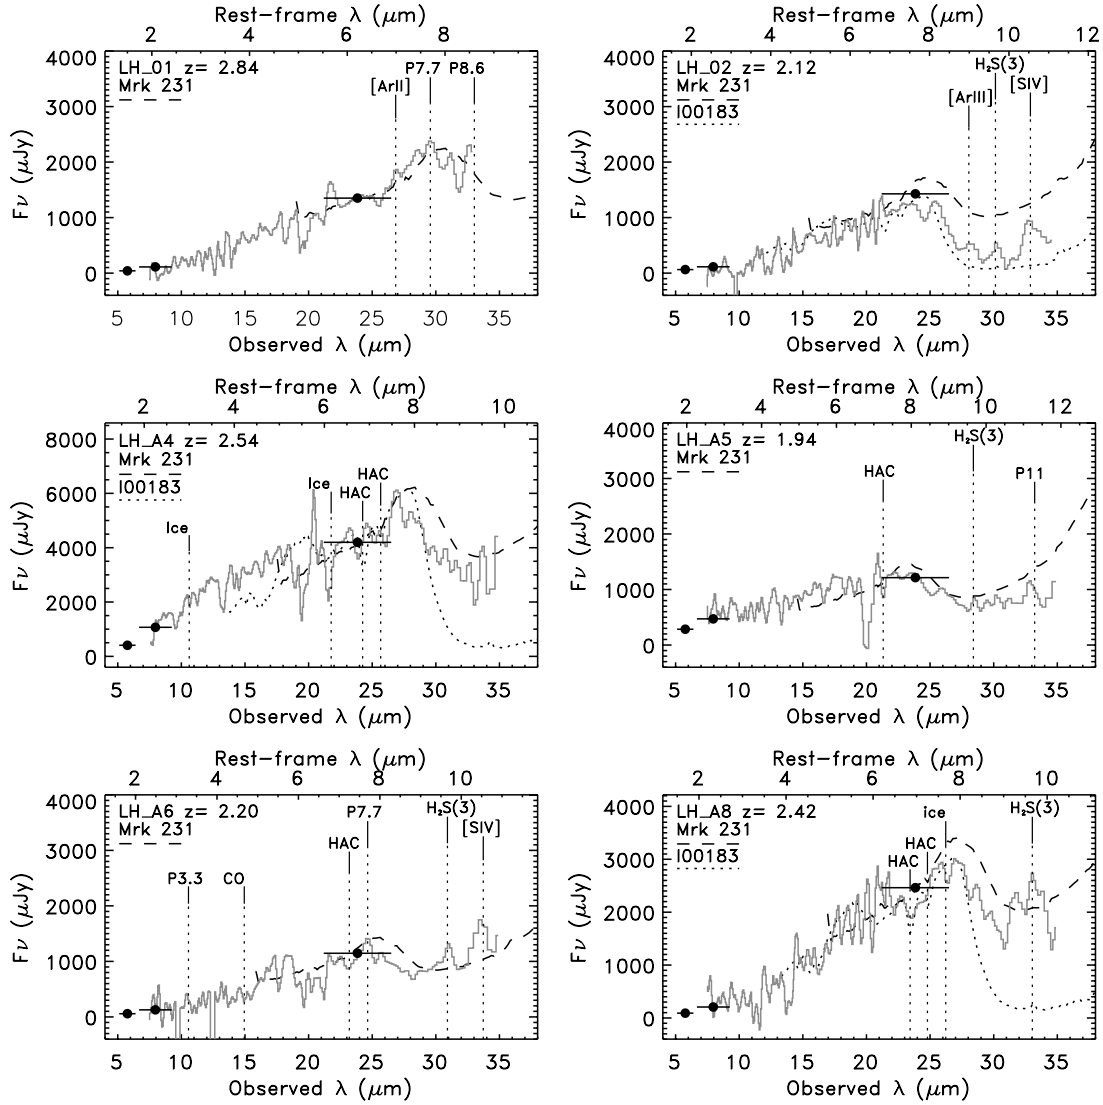 Rest-frame λ (μm)
2 4 6 8
4000
3000
2000
1000
0
Fν (μJy)
LH_01 z= 2.84
Mrk 231
[ArII]
P7.7 P8.6
5 10 15 20 25 30 35
Observed λ (μm)
Rest-frame λ (μm)
2 4 6 8 10 12
4000
3000
2000
1000
0
Fν (μJy)
LH_02 z= 2.12
Mrk 231
I00183
H₂S(3)
[ArIII]
[SIV]
5 10 15 20 25 30 35
Observed λ (μm)
Rest-frame λ (μm)
2 4 6 8 10
8000
6000
4000
2000
0
Fν (μJy)
LH_A4 z= 2.54
Mrk 231
I00183
Ice
Ice
HAC
HAC
5 10 15 20 25 30 35
Observed λ (μm)
Rest-frame λ (μm)
2 4 6 8 10 12
4000
3000
2000
1000
0
Fν (μJy)
LH_A5 z= 1.94
Mrk 231
HAC
H₂S(3)
P11
5 10 15 20 25 30 35
Observed λ (μm)
Rest-frame λ (μm)
2 4 6 8 10
4000
3000
2000
1000
0
Fν (μJy)
LH_A6 z= 2.20
Mrk 231
P3.3
CO
HAC
P7.7
H₂S(3)
[SIV]
5 10 15 20 25 30 35
Observed λ (μm)
Rest-frame λ (μm)
2 4 6 8 10
4000
3000
2000
1000
0
Fν (μJy)
LH_A8 z= 2.42
Mrk 231
I00183
HAC
HAC
ice
H₂S(3)
5 10 15 20 25 30 35
Observed λ (μm)